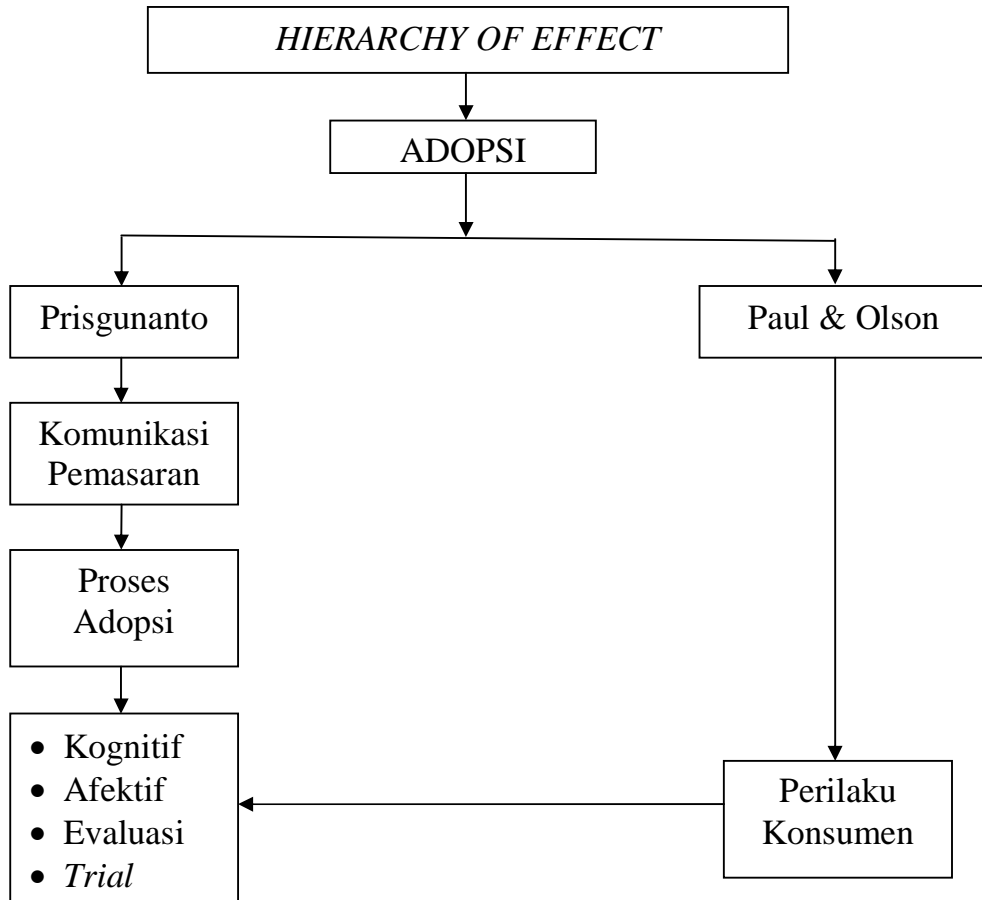 HIERARCHY OF EFFECT
ADOPSI
Prisgunanto
Paul & Olson
Komunikasi
Pemasaran
Proses
Adopsi
• Kognitif
• Afektif
• Evaluasi
• Trial
Perilaku
Konsumen